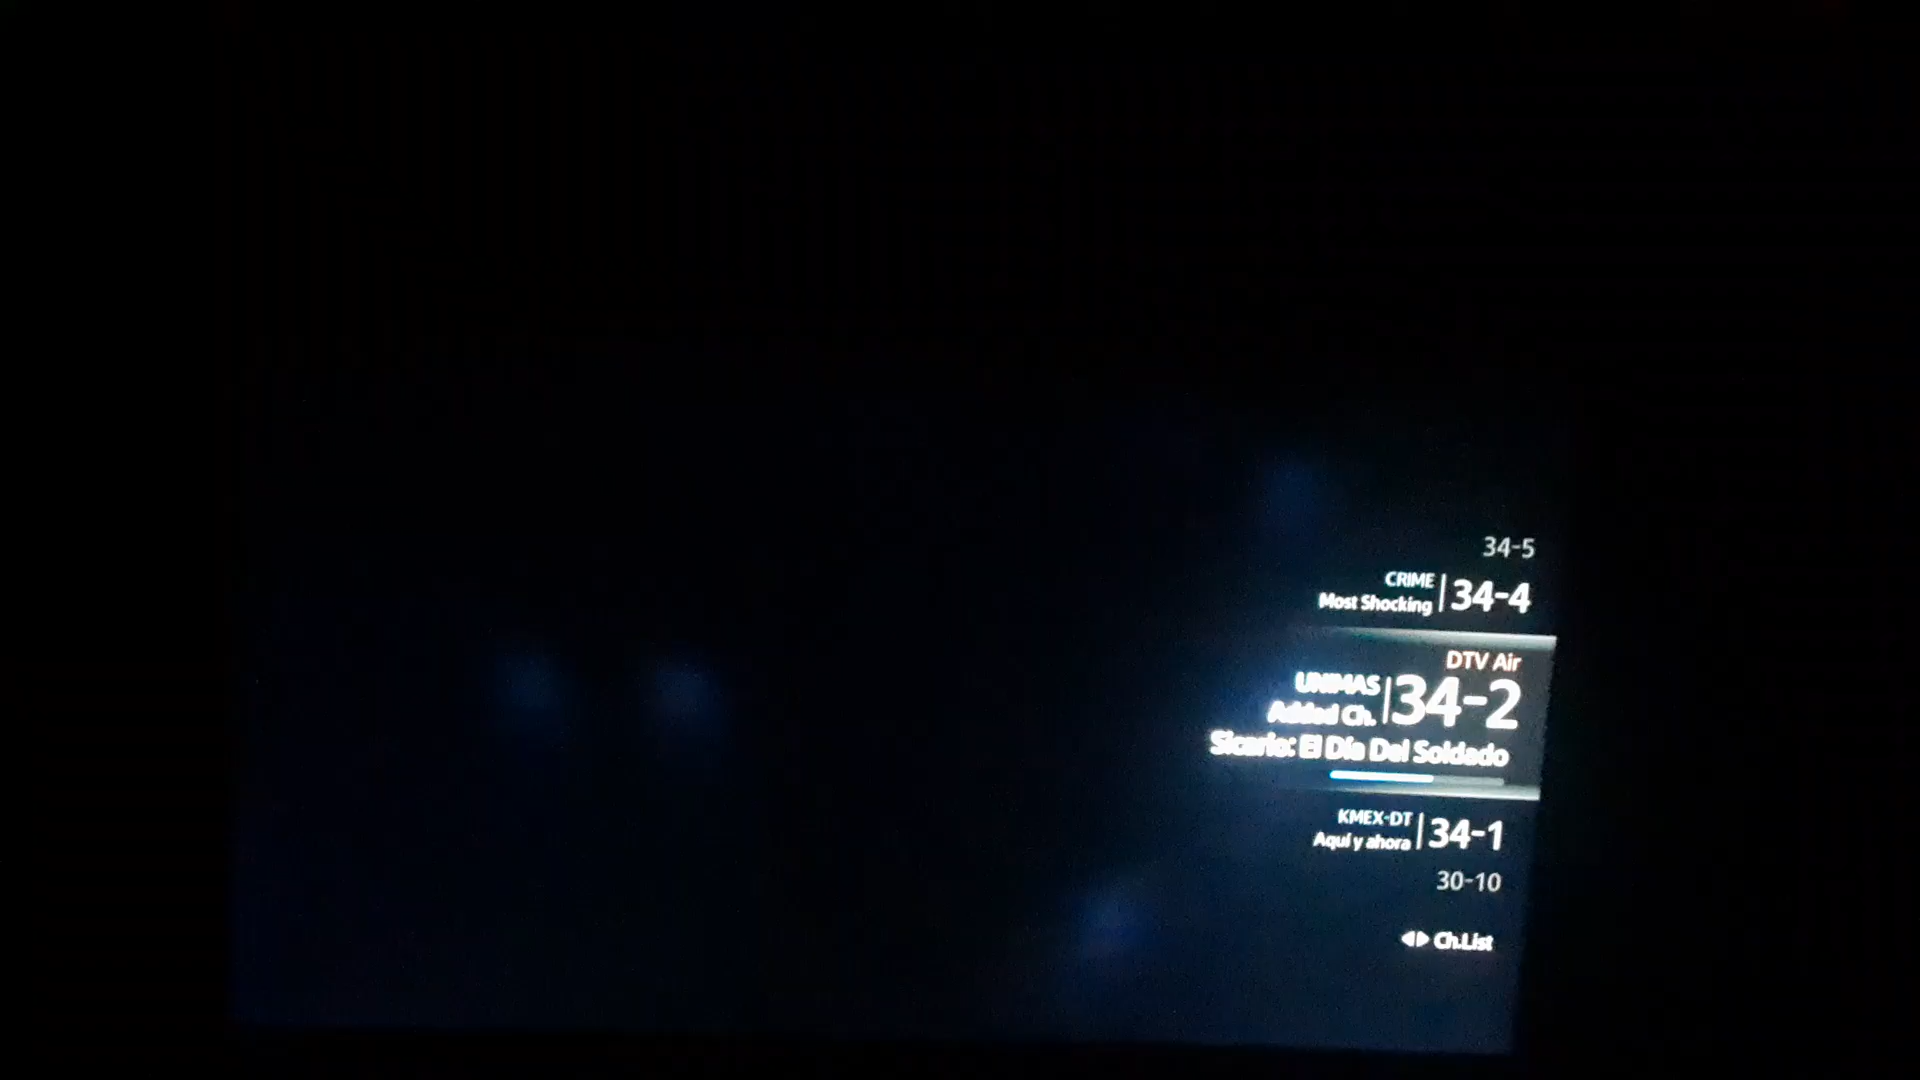 34-5
CRIME
Most Shocking
34-4
DTV Air
UNIMAS
Added Ch.
34-2
Sicario: El Día Del Soldado
KMEX-DT
Aquí y ahora
34-1
30-10
Ch.List